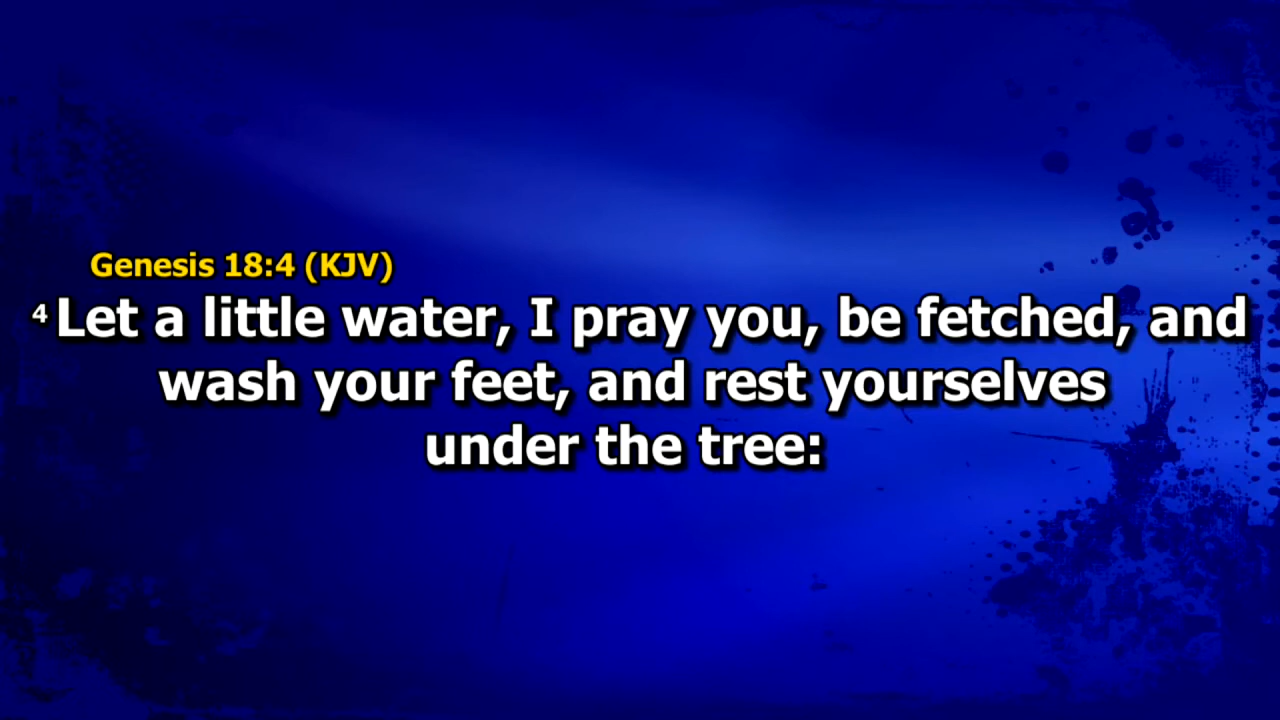 Genesis 18:4 (KJV)
4 Let a little water, I pray you, be fetched, and
wash your feet, and rest yourselves
under the tree: